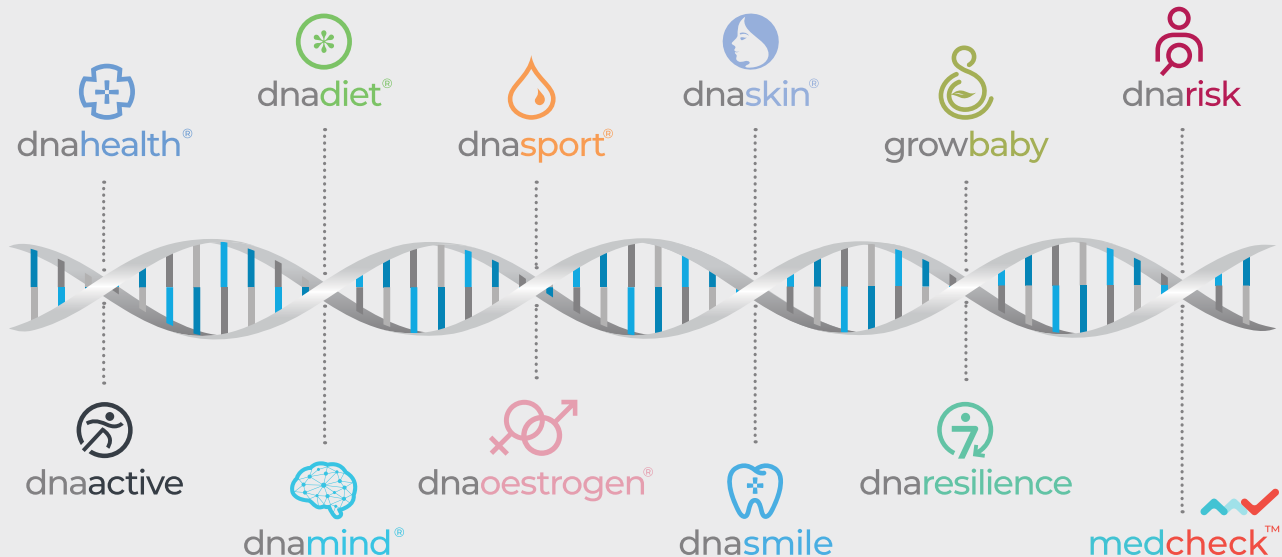 dnahealth®
dnadiet®
dnasport®
dnaskin®
growbaby
dnarisk
dnaactive
dnamind®
dnaoestrogen®
dnasmile
dnaresilience
medcheck™